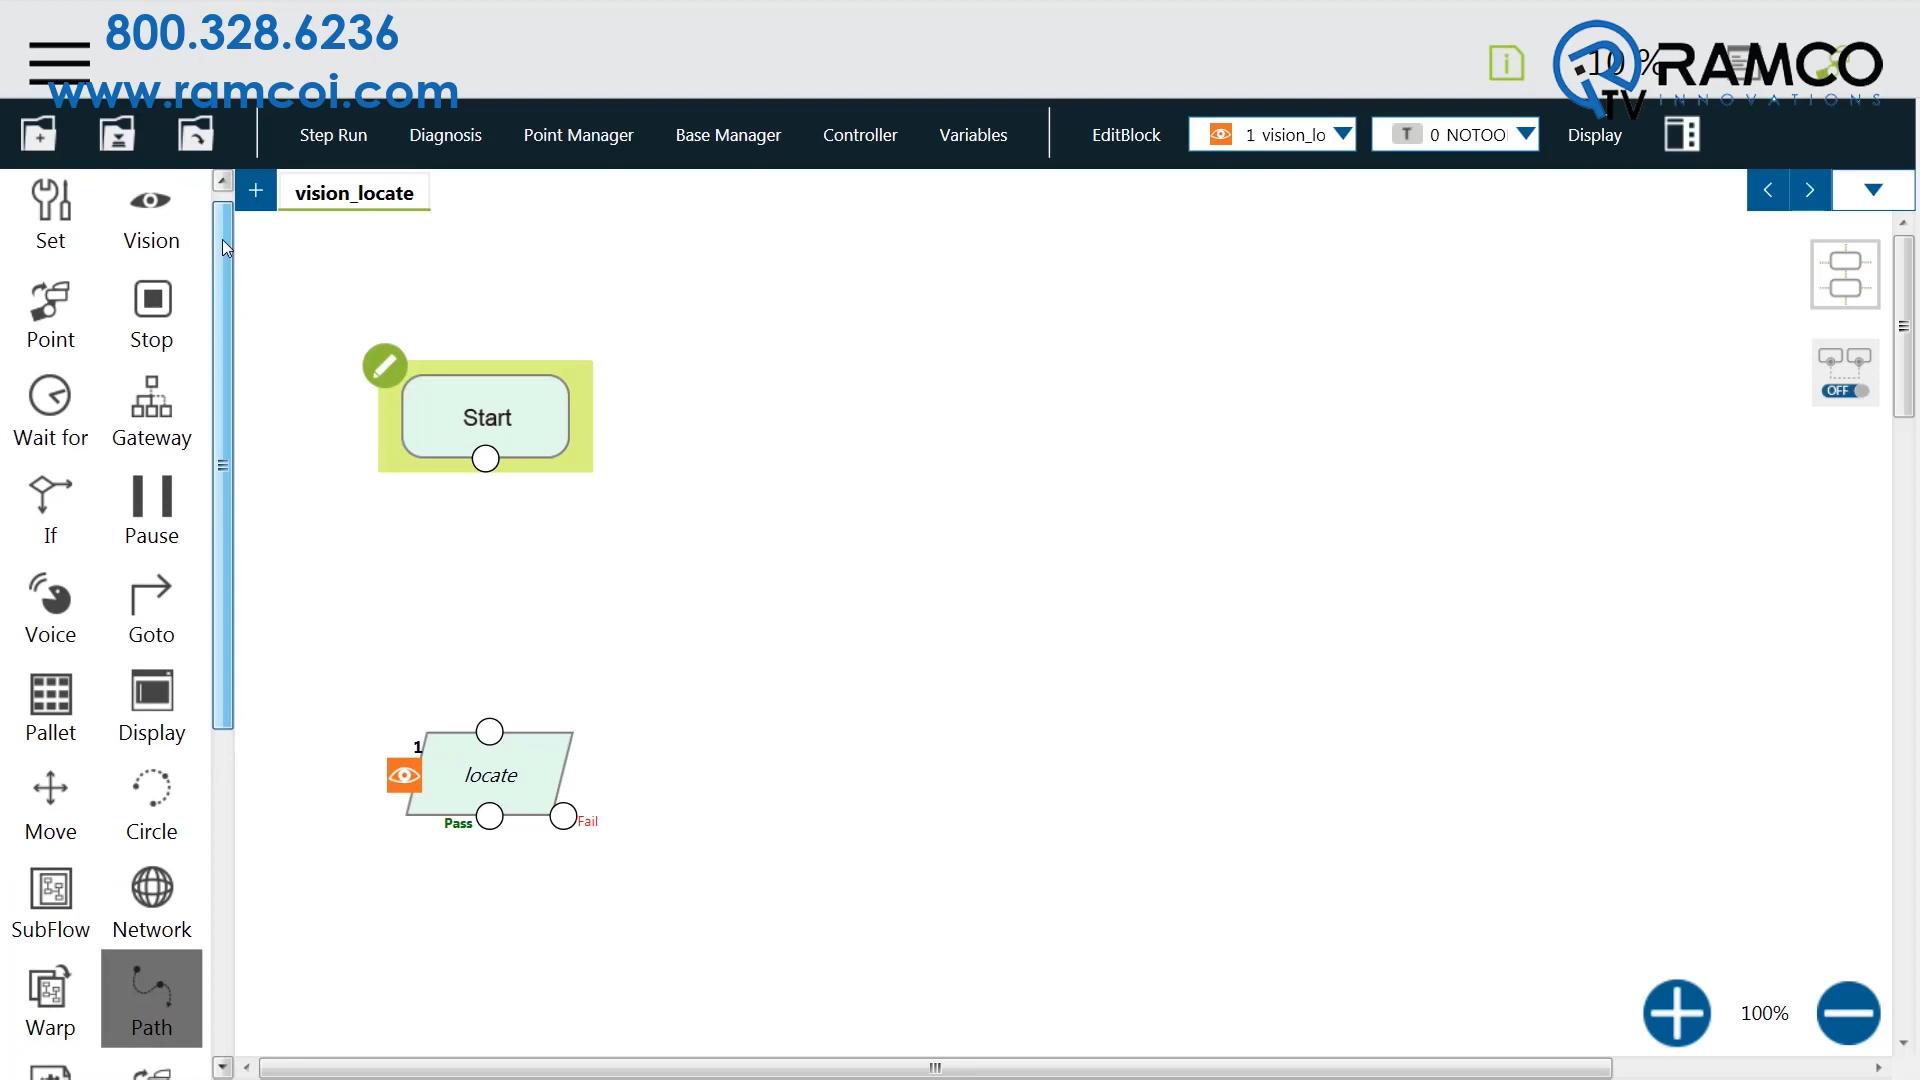 800.328.6236
www.ramcoi.com
i
10 %
RAMCO
TV
INNOVATIONS
Step Run
Diagnosis
Point Manager
Base Manager
Controller
Variables
EditBlock
1 vision_lo
T
0 NOTOO
Display
+
vision_locate
Set
Vision
Point
Stop
Wait for
Gateway
If
Pause
Voice
Goto
Pallet
Display
Move
Circle
SubFlow
Network
Warp
Path
Start
1
locate
Pass
Fail
OFF
100%